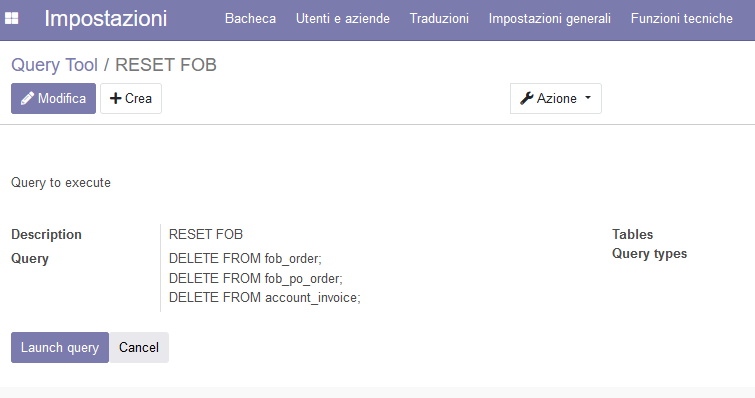 Impostazioni Bacheca Utenti e aziende Traduzioni Impostazioni generali Funzioni tecniche
Query Tool / RESET FOB
Modifica Crea Azione
Query to execute
Description RESET FOB Tables
Query DELETE FROM fob_order; Query types
DELETE FROM fob_po_order;
DELETE FROM account_invoice;
Launch query Cancel